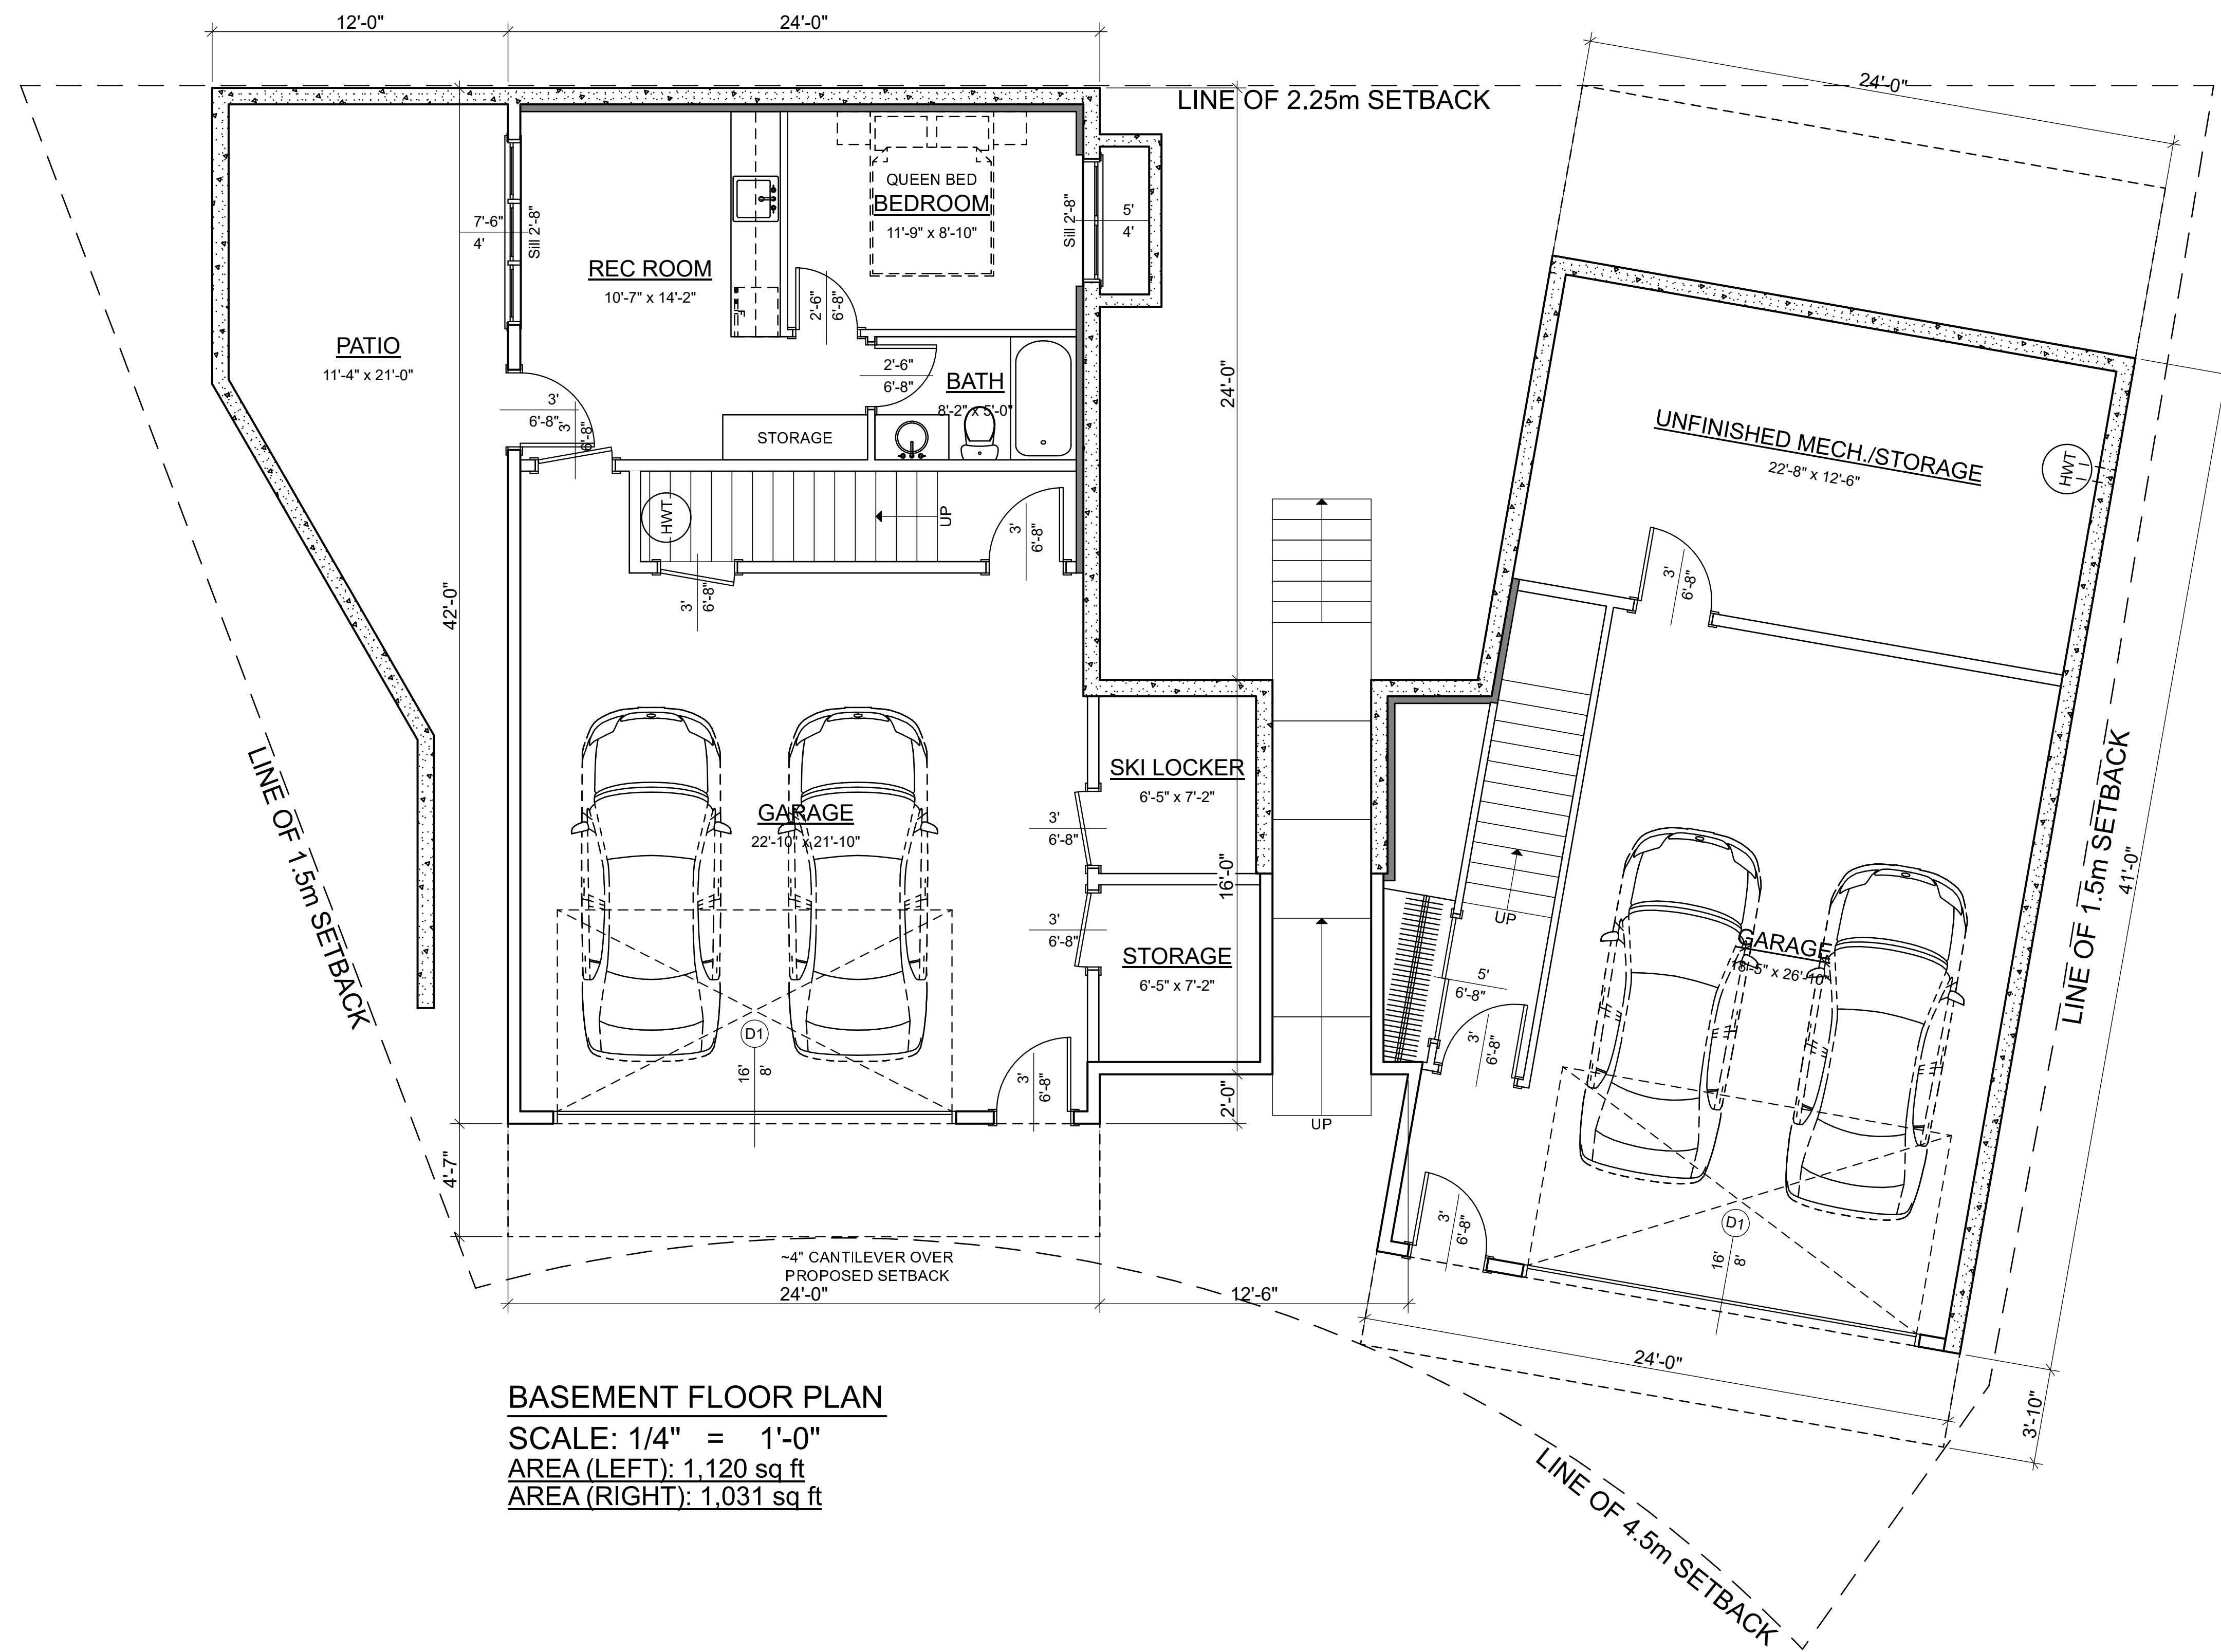 12'-0"
24'-0"
24'-0"
LINE OF 2.25m SETBACK
QUEEN BED
BEDROOM
11'-9" x 8'-10"
7'-6"
4'
Sill 2'-8"
Sill 2'-8"
5'
4'
REC ROOM
10'-7" x 14'-2"
2'-6"
6'-8"
PATIO
11'-4" x 21'-0"
2'-6"
6'-8"
BATH
8'-2" x 5'-0"
24'-0"
3'
6'-8"
3'
6'-8"
STORAGE
UNFINISHED MECH./STORAGE
22'-8" x 12'-6"
HWT
HWT
UP
3'
6'-8"
3'
6'-8"
3'
6'-8"
42'-0"
SKI LOCKER
6'-5" x 7'-2"
GARAGE
22'-10" x 21'-10"
3'
6'-8"
16'-0"
LINE OF 1.5m SETBACK
LINE OF 1.5m SETBACK
41'-0"
3'
6'-8"
STORAGE
6'-5" x 7'-2"
UP
GARAGE
18'-5" x 26'-10"
5'
6'-8"
3'
6'-8"
D1
16'
8'
3'
6'-8"
2'-0"
UP
4'-7"
3'
6'-8"
D1
16'
8'
~4" CANTILEVER OVER
PROPOSED SETBACK
24'-0"
12'-6"
24'-0"
3'-10"
BASEMENT FLOOR PLAN
SCALE: 1/4" = 1'-0"
AREA (LEFT): 1,120 sq ft
AREA (RIGHT): 1,031 sq ft
LINE OF 4.5m SETBACK